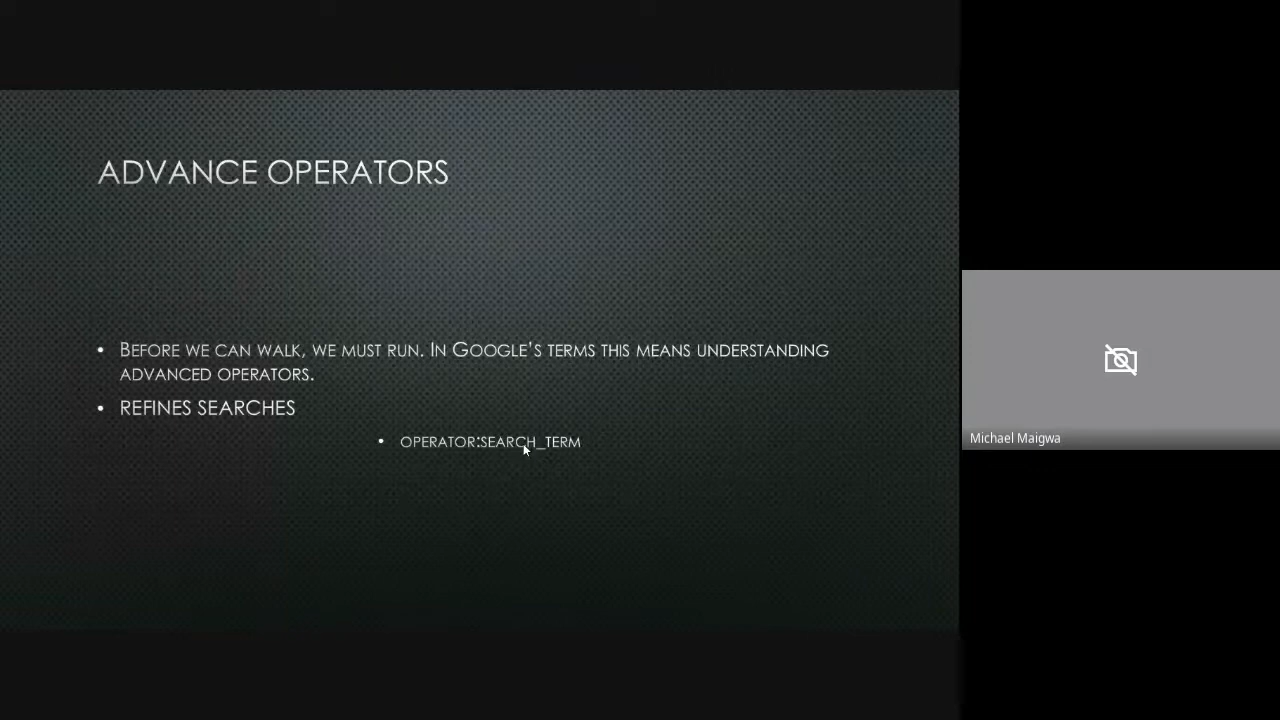 ADVANCE OPERATORS
• BEFORE WE CAN WALK, WE MUST RUN. IN GOOGLE'S TERMS THIS MEANS UNDERSTANDING
ADVANCED OPERATORS.
• REFINES SEARCHES
• OPERATOR:SEARCH_TERM
Michael Maigwa